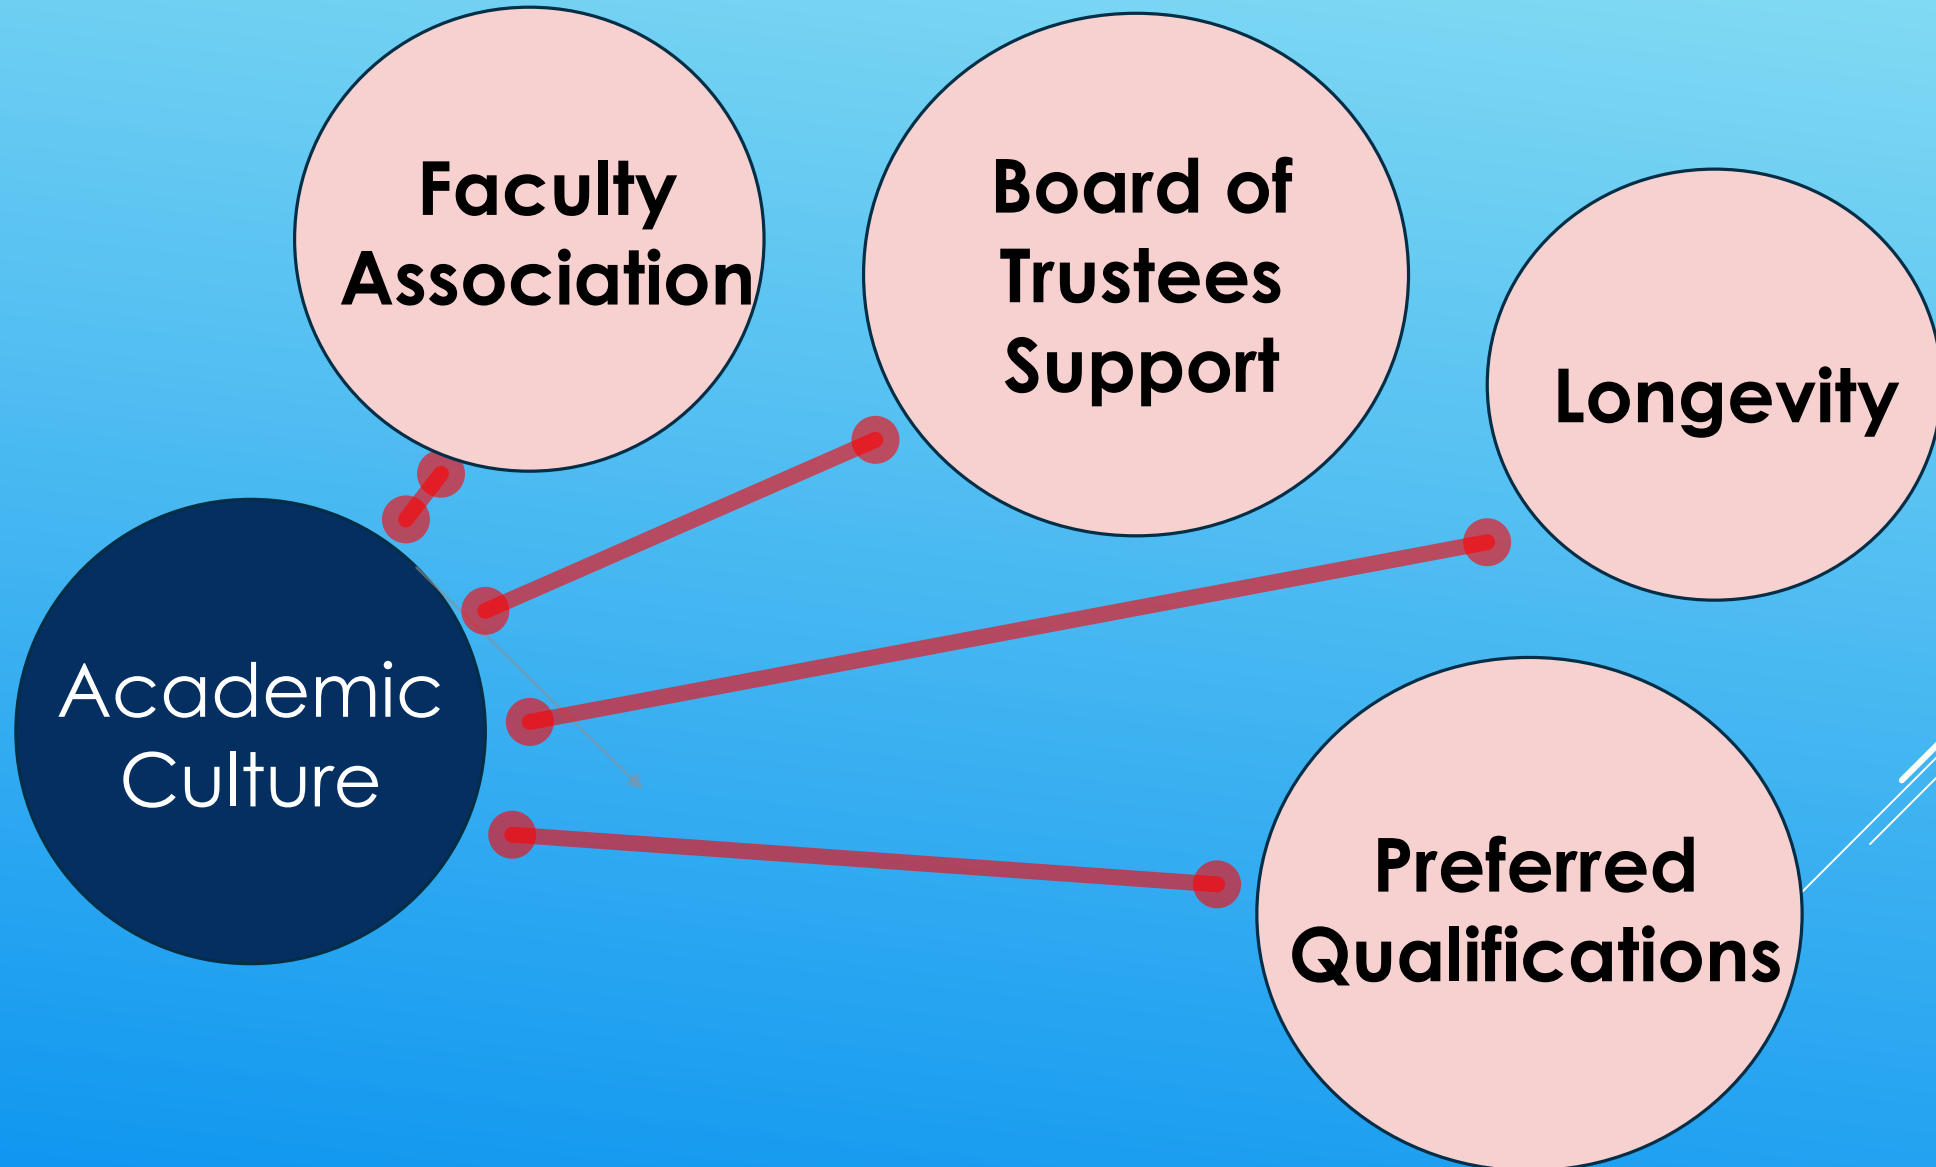 Faculty
Association
Board of
Trustees
Support
Longevity
Academic
Culture
Preferred
Qualifications